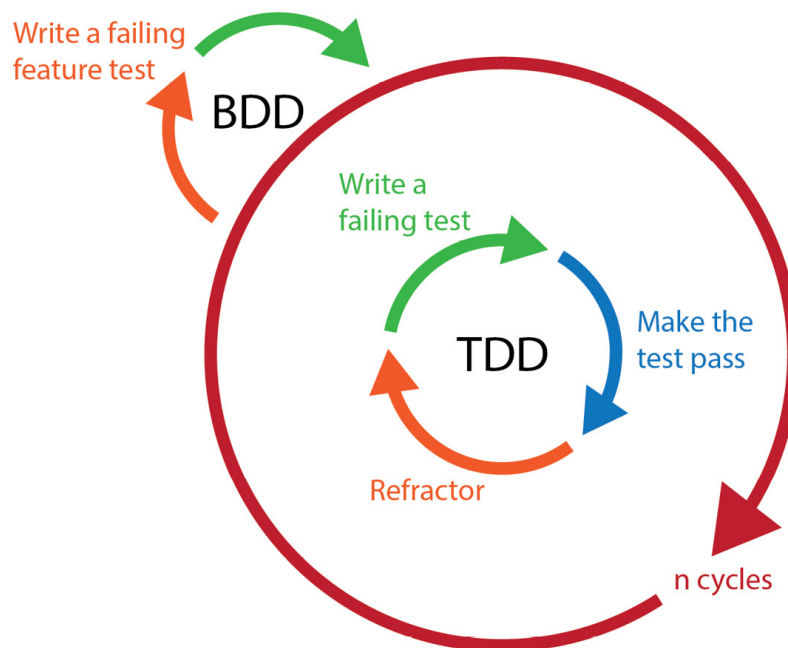 Write a failing
feature test
BDD
Write a
failing test
Make the
test pass
TDD
Refractor
n cycles